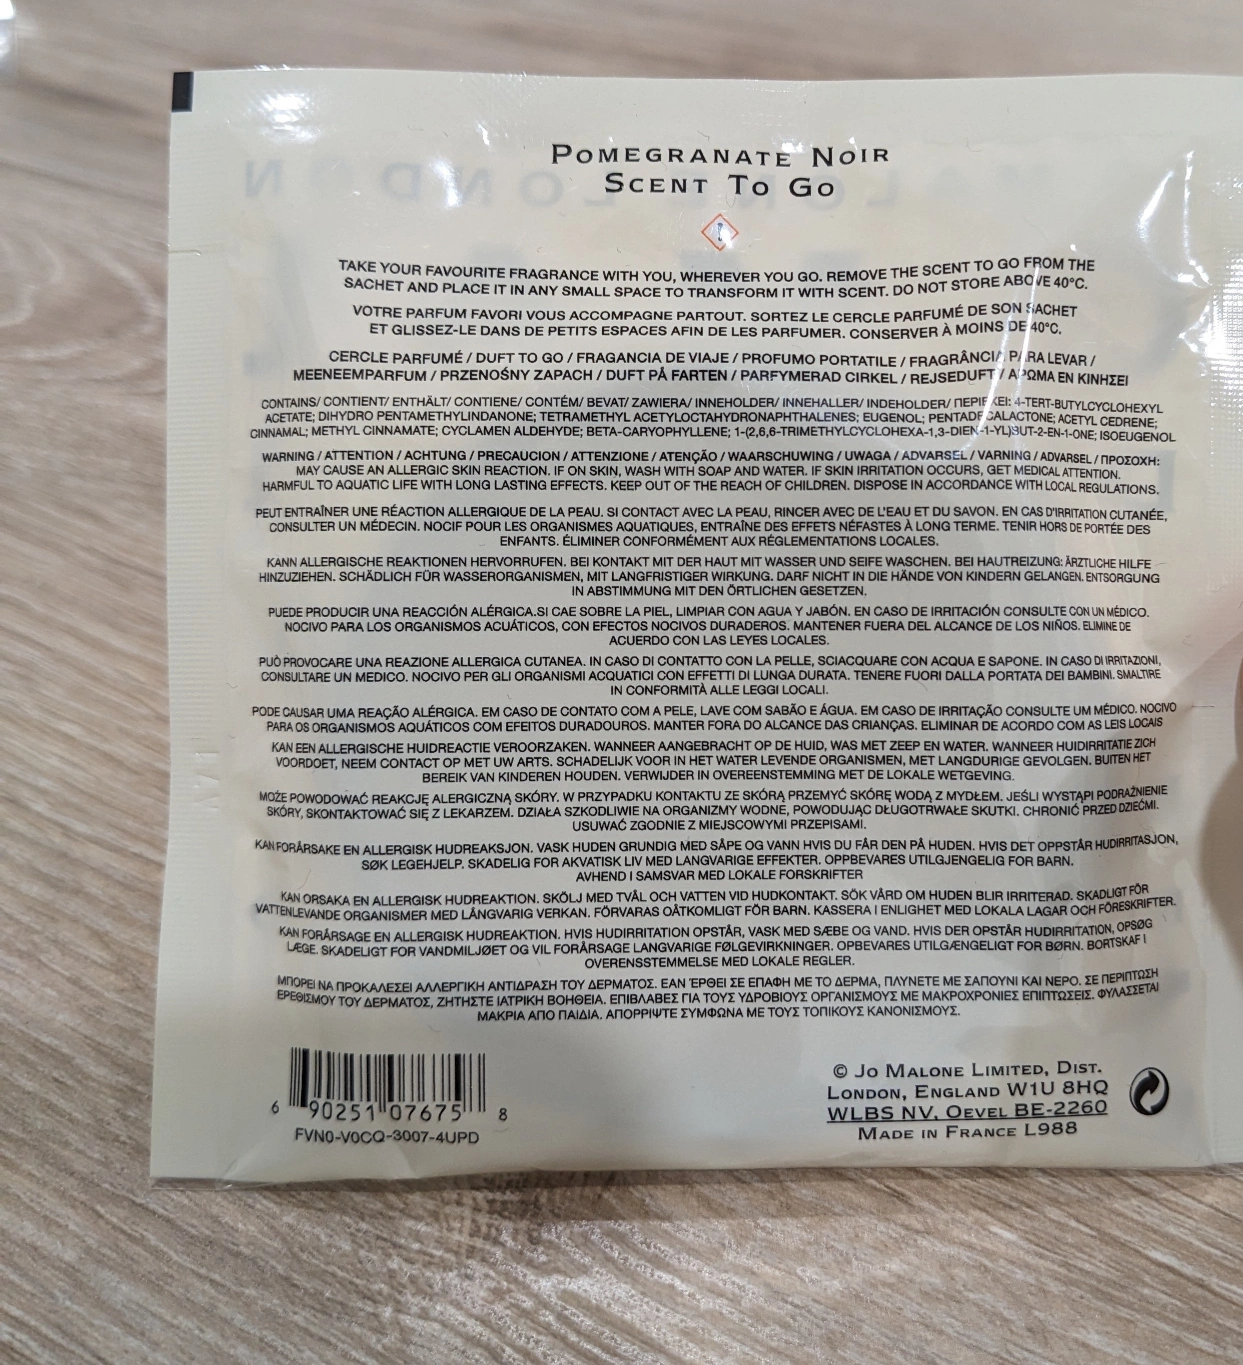 POMEGRANATE NOIR
SCENT TO GO
TAKE YOUR FAVOURITE FRAGRANCE WITH YOU, WHEREVER YOU GO. REMOVE THE SCENT TO GO FROM THE
SACHET AND PLACE IT IN ANY SMALL SPACE TO TRANSFORM IT WITH SCENT. DO NOT STORE ABOVE 40°C.
VOTRE PARFUM FAVORI VOUS ACCOMPAGNE PARTOUT. SORTEZ LE CERCLE PARFUMÉ DE SON SACHET
ET GLISSEZ-LE DANS DE PETITS ESPACES AFIN DE LES PARFUMER. CONSERVER À MOINS DE 40°C.
CERCLE PARFUMÉ / DUFT TO GO / FRAGANCIA DE VIAJE / PROFUMO PORTATILE / FRAGRÂNCIA PARA LEVAR /
MEENEEMPARFUM / PRZENOŚNY ZAPACH / DUFT PÅ FARTEN / PARFYMERAD CIRKEL / REJSEDUFT / ΑΡΩΜΑ ΕΝ ΚΙΝΗΣΕΙ
CONTAINS/ CONTIENT/ ENTHÄLT/ CONTIENE/ CONTÉM/ BEVAT/ ZAWIERA/ INNEHOLDER/ INNEHALLER/ INDEHOLDER/ ΠΕΡΙΕΧΕΙ: 4-TERT-BUTYLCYCLOHEXYL
ACETATE; DIHYDRO PENTAMETHYLINDANONE; TETRAMETHYL ACETYLOCTAHYDRONAPHTHALENES; EUGENOL; PENTADECALACTONE; ACETYL CEDRENE;
CINNAMAL; METHYL CINNAMATE; CYCLAMEN ALDEHYDE; BETA-CARYOPHYLLENE; 1-(2,6,6-TRIMETHYLCYCLOHEXA-1,3-DIEN-1-YL)BUT-2-EN-1-ONE; ISOEUGENOL
WARNING / ATTENTION / ACHTUNG / PRECAUCION / ATTENZIONE / ATENÇÃO / WAARSCHUWING / UWAGA / ADVARSEL / VARNING / ADVARSEL / ΠΡΟΣΟΧΗ:
MAY CAUSE AN ALLERGIC SKIN REACTION. IF ON SKIN, WASH WITH SOAP AND WATER. IF SKIN IRRITATION OCCURS, GET MEDICAL ATTENTION.
HARMFUL TO AQUATIC LIFE WITH LONG LASTING EFFECTS. KEEP OUT OF THE REACH OF CHILDREN. DISPOSE IN ACCORDANCE WITH LOCAL REGULATIONS.
PEUT ENTRAÎNER UNE RÉACTION ALLERGIQUE DE LA PEAU. SI CONTACT AVEC LA PEAU, RINCER AVEC DE L'EAU ET DU SAVON. EN CAS D'IRRITATION CUTANÉE,
CONSULTER UN MÉDECIN. NOCIF POUR LES ORGANISMES AQUATIQUES, ENTRAÎNE DES EFFETS NÉFASTES À LONG TERME. TENIR HORS DE PORTÉE DES
ENFANTS. ÉLIMINER CONFORMÉMENT AUX RÉGLEMENTATIONS LOCALES.
KANN ALLERGISCHE REAKTIONEN HERVORRUFEN. BEI KONTAKT MIT DER HAUT MIT WASSER UND SEIFE WASCHEN. BEI HAUTREIZUNG: ÄRZTLICHE HILFE
HINZUZIEHEN. SCHÄDLICH FÜR WASSERORGANISMEN, MIT LANGFRISTIGER WIRKUNG. DARF NICHT IN DIE HÄNDE VON KINDERN GELANGEN. ENTSORGUNG
IN ABSTIMMUNG MIT DEN ÖRTLICHEN GESETZEN.
PUEDE PRODUCIR UNA REACCIÓN ALÉRGICA.SI CAE SOBRE LA PIEL, LIMPIAR CON AGUA Y JABÓN. EN CASO DE IRRITACIÓN CONSULTE CON UN MÉDICO.
NOCIVO PARA LOS ORGANISMOS ACUÁTICOS, CON EFECTOS NOCIVOS DURADEROS. MANTENER FUERA DEL ALCANCE DE LOS NIÑOS. ELIMINE DE
ACUERDO CON LAS LEYES LOCALES.
PUÒ PROVOCARE UNA REAZIONE ALLERGICA CUTANEA. IN CASO DI CONTATTO CON LA PELLE, SCIACQUARE CON ACQUA E SAPONE. IN CASO DI IRRITAZIONI,
CONSULTARE UN MEDICO. NOCIVO PER GLI ORGANISMI ACQUATICI CON EFFETTI DI LUNGA DURATA. TENERE FUORI DALLA PORTATA DEI BAMBINI. SMALTIRE
IN CONFORMITÀ ALLE LEGGI LOCALI.
PODE CAUSAR UMA REAÇÃO ALÉRGICA. EM CASO DE CONTATO COM A PELE, LAVE COM SABÃO E ÁGUA. EM CASO DE IRRITAÇÃO CONSULTE UM MÉDICO. NOCIVO
PARA OS ORGANISMOS AQUÁTICOS COM EFEITOS DURADOUROS. MANTER FORA DO ALCANCE DAS CRIANÇAS. ELIMINAR DE ACORDO COM AS LEIS LOCAIS
KAN EEN ALLERGISCHE HUIDREACTIE VEROORZAKEN. WANNEER AANGEBRACHT OP DE HUID, WAS MET ZEEP EN WATER. WANNEER HUIDIRRITATIE ZICH
VOORDOET, NEEM CONTACT OP MET UW ARTS. SCHADELIJK VOOR IN HET WATER LEVENDE ORGANISMEN, MET LANGDURIGE GEVOLGEN. BUITEN HET
BEREIK VAN KINDEREN HOUDEN. VERWIJDER IN OVEREENSTEMMING MET DE LOKALE WETGEVING.
MOŻE POWODOWAĆ REAKCJĘ ALERGICZNĄ SKÓRY. W PRZYPADKU KONTAKTU ZE SKÓRĄ PRZEMYĆ SKÓRĘ WODĄ Z MYDŁEM. JEŚLI WYSTĄPI PODRAŻNIENIE
SKÓRY, SKONTAKTOWAĆ SIĘ Z LEKARZEM. DZIAŁA SZKODLIWIE NA ORGANIZMY WODNE, POWODUJĄC DŁUGOTRWAŁE SKUTKI. CHRONIĆ PRZED DZIEĆMI.
USUWAĆ ZGODNIE Z MIEJSCOWYMI PRZEPISAMI.
KAN FORÅRSAKE EN ALLERGISK HUDREAKSJON. VASK HUDEN GRUNDIG MED SÅPE OG VANN HVIS DU FÅR DEN PÅ HUDEN. HVIS DET OPPSTÅR HUDIRRITASJON,
SØK LEGEHJELP. SKADELIG FOR AKVATISK LIV MED LANGVARIGE EFFEKTER. OPPBEVARES UTILGJENGELIG FOR BARN.
AVHEND I SAMSVAR MED LOKALE FORSKRIFTER
KAN ORSAKA EN ALLERGISK HUDREAKTION. SKÖLJ MED TVÅL OCH VATTEN VID HUDKONTAKT. SÖK VÅRD OM HUDEN BLIR IRRITERAD. SKADLIGT FÖR
VATTENLEVANDE ORGANISMER MED LÅNGVARIG VERKAN. FÖRVARAS OÅTKOMLIGT FÖR BARN. KASSERA I ENLIGHET MED LOKALA LAGAR OCH FÖRESKRIFTER.
KAN FORÅRSAGE EN ALLERGISK HUDREAKTION. HVIS HUDIRRITATION OPSTÅR, VASK MED SÆBE OG VAND. HVIS DER OPSTÅR HUDIRRITATION, OPSØG
LÆGE. SKADELIGT FOR VANDMILJØET OG VIL FORÅRSAGE LANGVARIGE FØLGEVIRKNINGER. OPBEVARES UTILGÆNGELIGT FOR BØRN. BORTSKAF I
OVERENSSTEMMELSE MED LOKALE REGLER.
ΜΠΟΡΕΙ ΝΑ ΠΡΟΚΑΛΕΣΕΙ ΑΛΛΕΡΓΙΚΗ ΑΝΤΙΔΡΑΣΗ ΤΟΥ ΔΕΡΜΑΤΟΣ. ΕΑΝ ΈΡΘΕΙ ΣΕ ΕΠΑΦΗ ΜΕ ΤΟ ΔΕΡΜΑ, ΠΛΥΝΕΤΕ ΜΕ ΣΑΠΟΥΝΙ ΚΑΙ ΝΕΡΟ. ΣΕ ΠΕΡΙΠΤΩΣΗ
ΕΡΕΘΙΣΜΟΥ ΤΟΥ ΔΕΡΜΑΤΟΣ, ΖΗΤΗΣΤΕ ΙΑΤΡΙΚΗ ΒΟΗΘΕΙΑ. ΕΠΙΒΛΑΒΕΣ ΓΙΑ ΤΟΥΣ ΥΔΡΟΒΙΟΥΣ ΟΡΓΑΝΙΣΜΟΥΣ ΜΕ ΜΑΚΡΟΧΡΟΝΙΕΣ ΕΠΙΠΤΩΣΕΙΣ. ΦΥΛΑΣΣΕΤΑΙ
ΜΑΚΡΙΑ ΑΠΟ ΠΑΙΔΙΑ. ΑΠΟΡΡΙΨΤΕ ΣΥΜΦΩΝΑ ΜΕ ΤΟΥΣ ΤΟΠΙΚΟΥΣ ΚΑΝΟΝΙΣΜΟΥΣ.
6 90251 07675 8
FVN0-V0CQ-3007-4UPD
© JO MALONE LIMITED, DIST.
LONDON, ENGLAND W1U 8HQ
WLBS NV, OEVEL BE-2260
MADE IN FRANCE L988